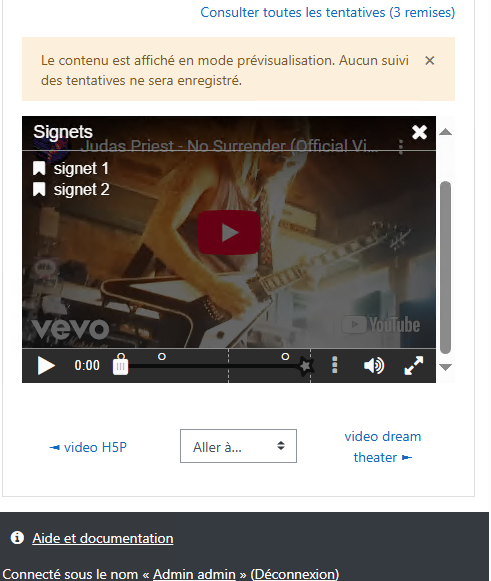 Consulter toutes les tentatives (3 remises)
Le contenu est affiché en mode prévisualisation. Aucun suivi
des tentatives ne sera enregistré.
Signets
Judas Priest - No Surrender (Official Vi...
signet 1
signet 2
vevo
YouTube
0:00
◄ video H5P
Aller à...
video dream
theater ►
Aide et documentation
Connecté sous le nom « Admin admin » (Déconnexion)